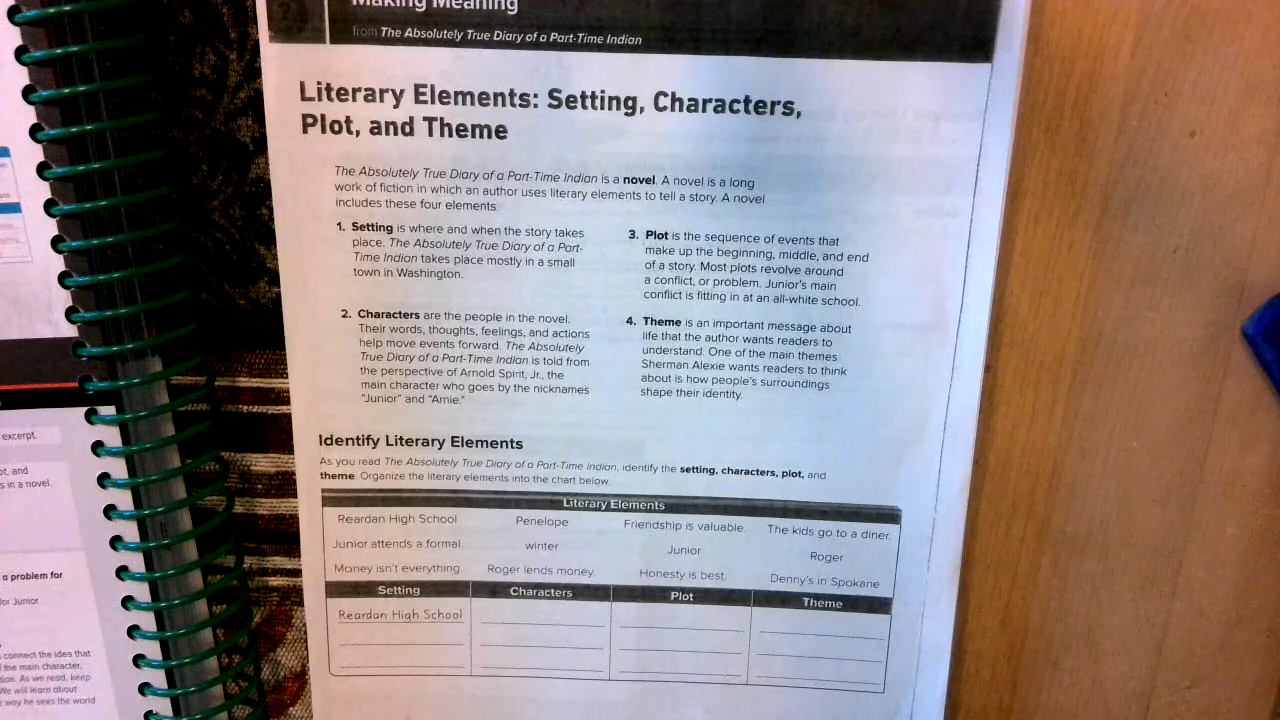 Making Meaning
from The Absolutely True Diary of a Part-Time Indian
Literary Elements: Setting, Characters,
Plot, and Theme
The Absolutely True Diary of a Part-Time Indian is a novel. A novel is a long
work of fiction in which an author uses literary elements to tell a story. A novel
includes these four elements.
1. Setting is where and when the story takes
place. The Absolutely True Diary of a Part-
Time Indian takes place mostly in a small
town in Washington.
2. Characters are the people in the novel.
Their words, thoughts, feelings, and actions
help move events forward. The Absolutely
True Diary of a Part-Time Indian is told from
the perspective of Arnold Spirit, Jr., the
main character who goes by the nicknames
"Junior" and "Arnie."
3. Plot is the sequence of events that
make up the beginning, middle, and end
of a story. Most plots revolve around
a conflict, or problem. Junior's main
conflict is fitting in at an all-white school.
4. Theme is an important message about
life that the author wants readers to
understand. One of the main themes
Sherman Alexie wants readers to think
about is how people's surroundings
shape their identity.
Identify Literary Elements
As you read The Absolutely True Diary of a Part-Time Indian, identify the setting, characters, plot, and
theme. Organize the literary elements into the chart below.
Literary Elements
Reardan High School Penelope Friendship is valuable. The kids go to a diner.
Junior attends a formal. winter Junior Roger
Money isn't everything. Roger lends money. Honesty is best. Denny's in Spokane
Setting Characters Plot Theme
Reardan High School
excerpt.
ot, and
s in a novel.
a problem for
for Junior
connect the idea that
the main character,
sion. As we read, keep
We will learn about
e way he sees the world